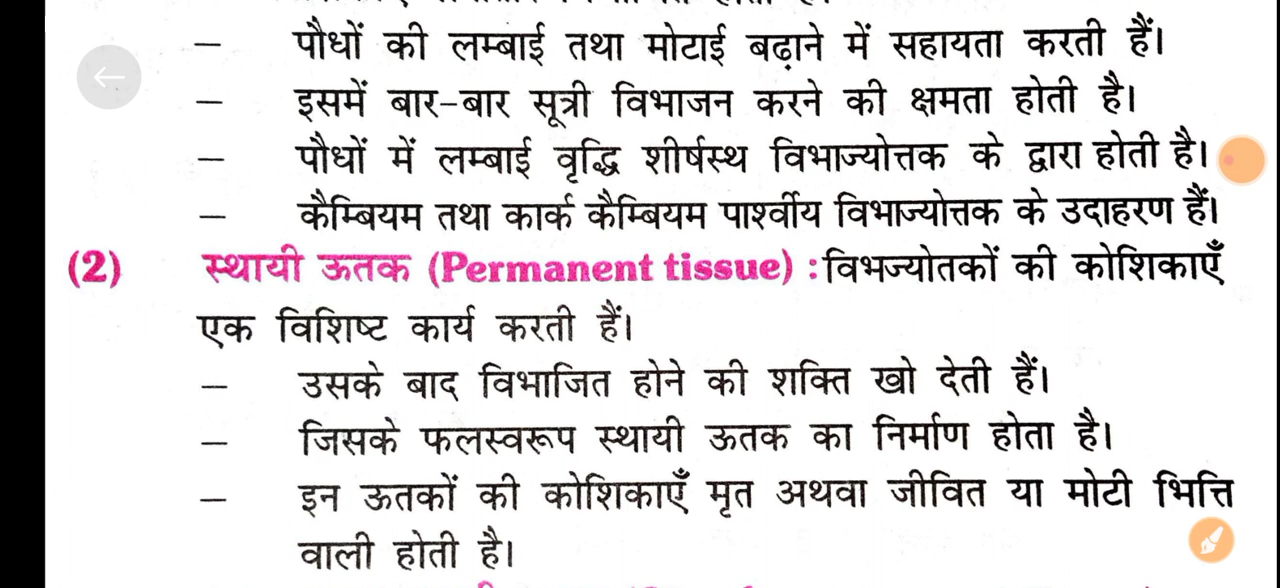 — पौधों की लम्बाई तथा मोटाई बढ़ाने में सहायता करती हैं।
— इसमें बार-बार सूत्री विभाजन करने की क्षमता होती है।
— पौधों में लम्बाई वृद्धि शीर्षस्थ विभाज्योत्तक के द्वारा होती है।
— कैम्बियम तथा कार्क कैम्बियम पार्श्वीय विभाज्योत्तक के उदाहरण हैं।
(2) स्थायी ऊतक (Permanent tissue) : विभज्योतकों की कोशिकाएँ
एक विशिष्ट कार्य करती हैं।
— उसके बाद विभाजित होने की शक्ति खो देती हैं।
— जिसके फलस्वरूप स्थायी ऊतक का निर्माण होता है।
— इन ऊतकों की कोशिकाएँ मृत अथवा जीवित या मोटी भित्ति
वाली होती है।